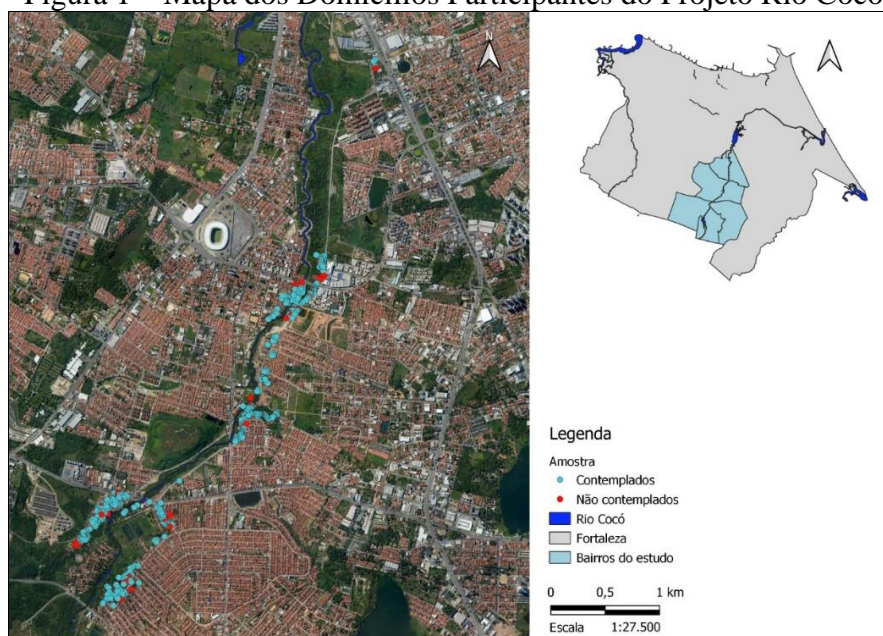 Figura 1 – Mapa dos Domicílios Participantes do Projeto Rio Cocó
N
Legenda
Amostra
Contemplados
Não contemplados
Rio Cocó
Fortaleza
Bairros do estudo
0 0,5 1 km
Escala 1:27.500